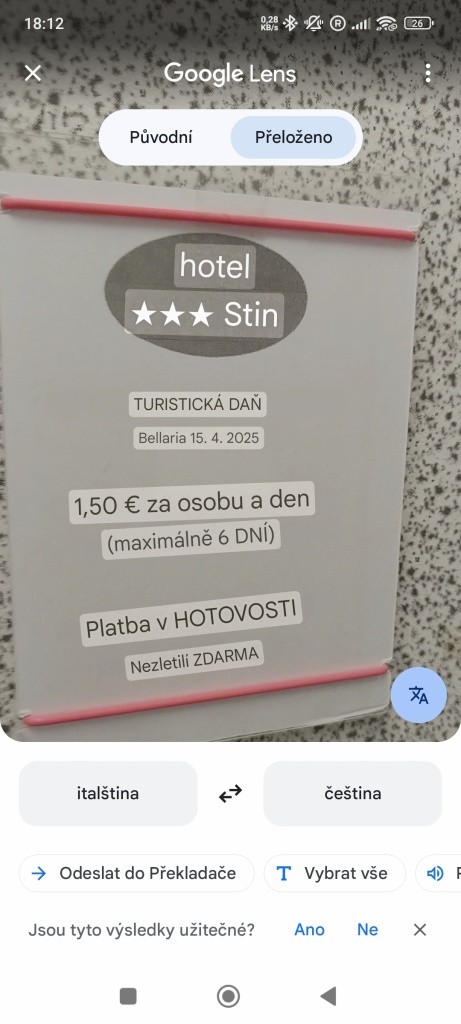 18:12
0,28
KB/s
R
26
Google Lens
Původní
Přeloženo
hotel
★★★ Stin
TURISTICKÁ DAŇ
Bellaria 15. 4. 2025
1,50 € za osobu a den
(maximálně 6 DNÍ)
Platba v HOTOVOSTI
Nezletilí ZDARMA
italština
čeština
Odeslat do Překladače
Vybrat vše
Jsou tyto výsledky užitečné?
Ano
Ne